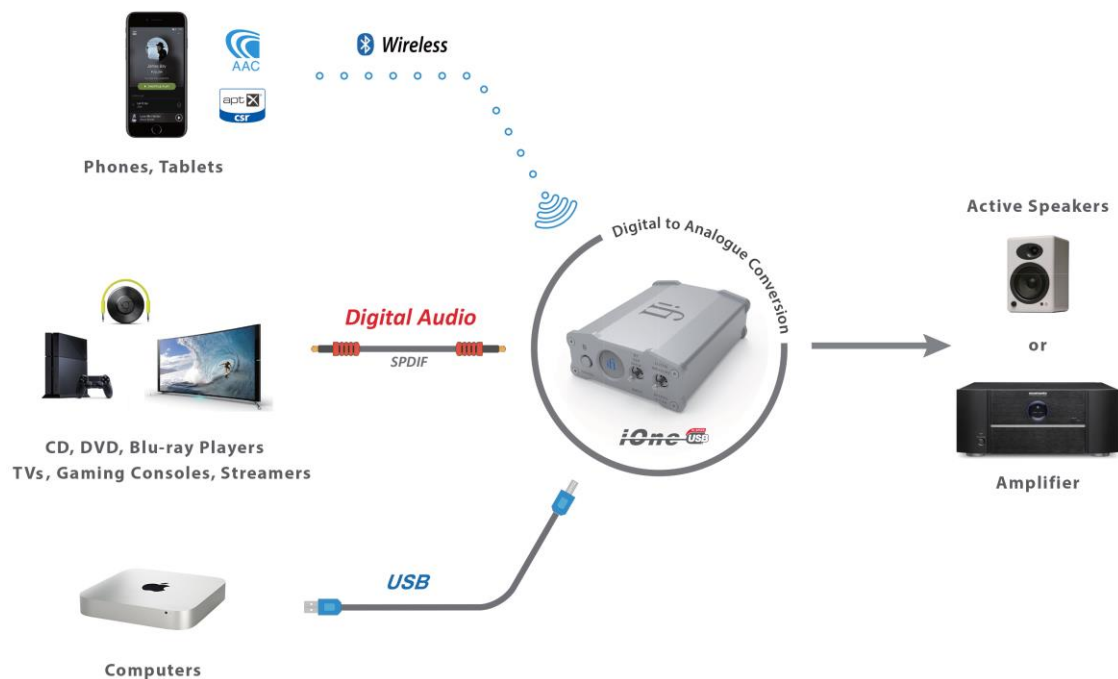 Wireless
AAC
aptX
csr
Phones, Tablets
Digital to Analogue Conversion
Active Speakers
Digital Audio
SPDIF
iFi
iOne USB
or
CD, DVD, Blu-ray Players
TVs, Gaming Consoles, Streamers
Amplifier
USB
Computers